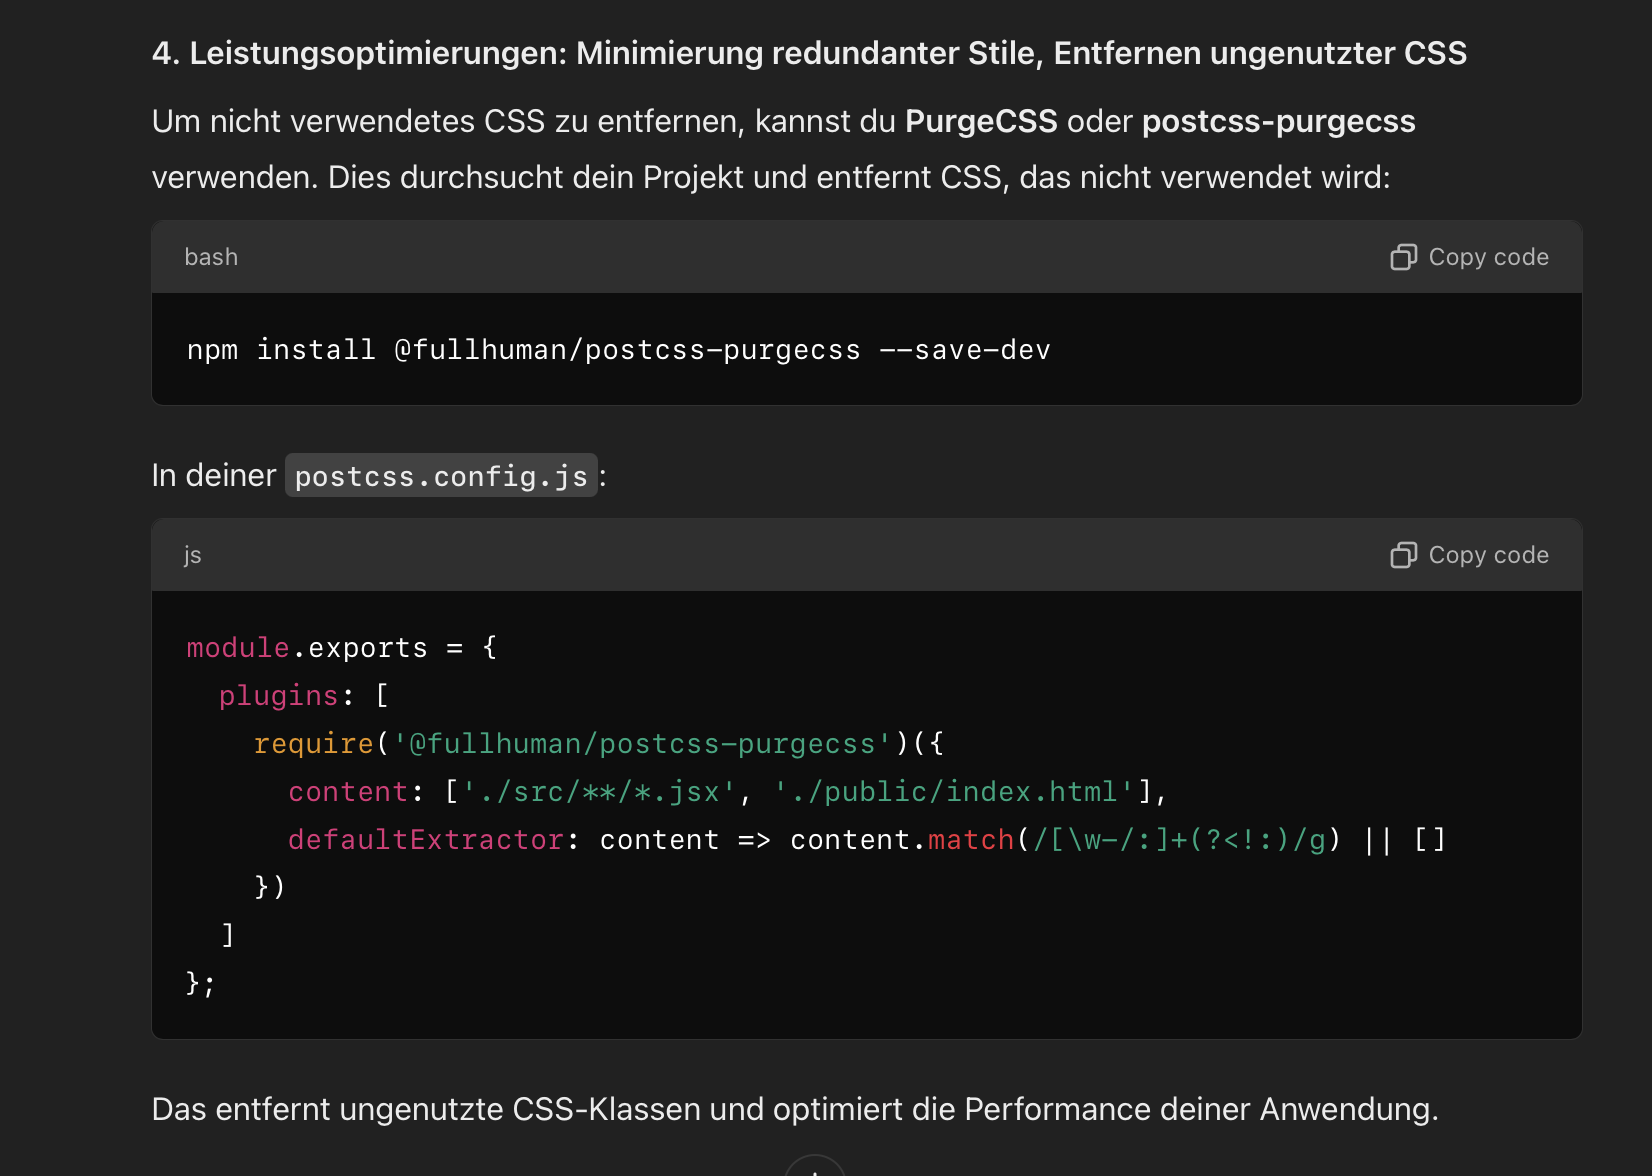 4. Leistungsoptimierungen: Minimierung redundanter Stile, Entfernen ungenutzter CSS
Um nicht verwendetes CSS zu entfernen, kannst du PurgeCSS oder postcss-purgecss
verwenden. Dies durchsucht dein Projekt und entfernt CSS, das nicht verwendet wird:
bash Copy code
npm install @fullhuman/postcss-purgecss --save-dev
In deiner postcss.config.js:
js Copy code
module.exports = {
  plugins: [
    require('@fullhuman/postcss-purgecss')({
      content: ['./src/**/*.jsx', './public/index.html'],
      defaultExtractor: content => content.match(/[\w-/:]+(?<!:)/g) || []
    })
  ]
};
Das entfernt ungenutzte CSS-Klassen und optimiert die Performance deiner Anwendung.